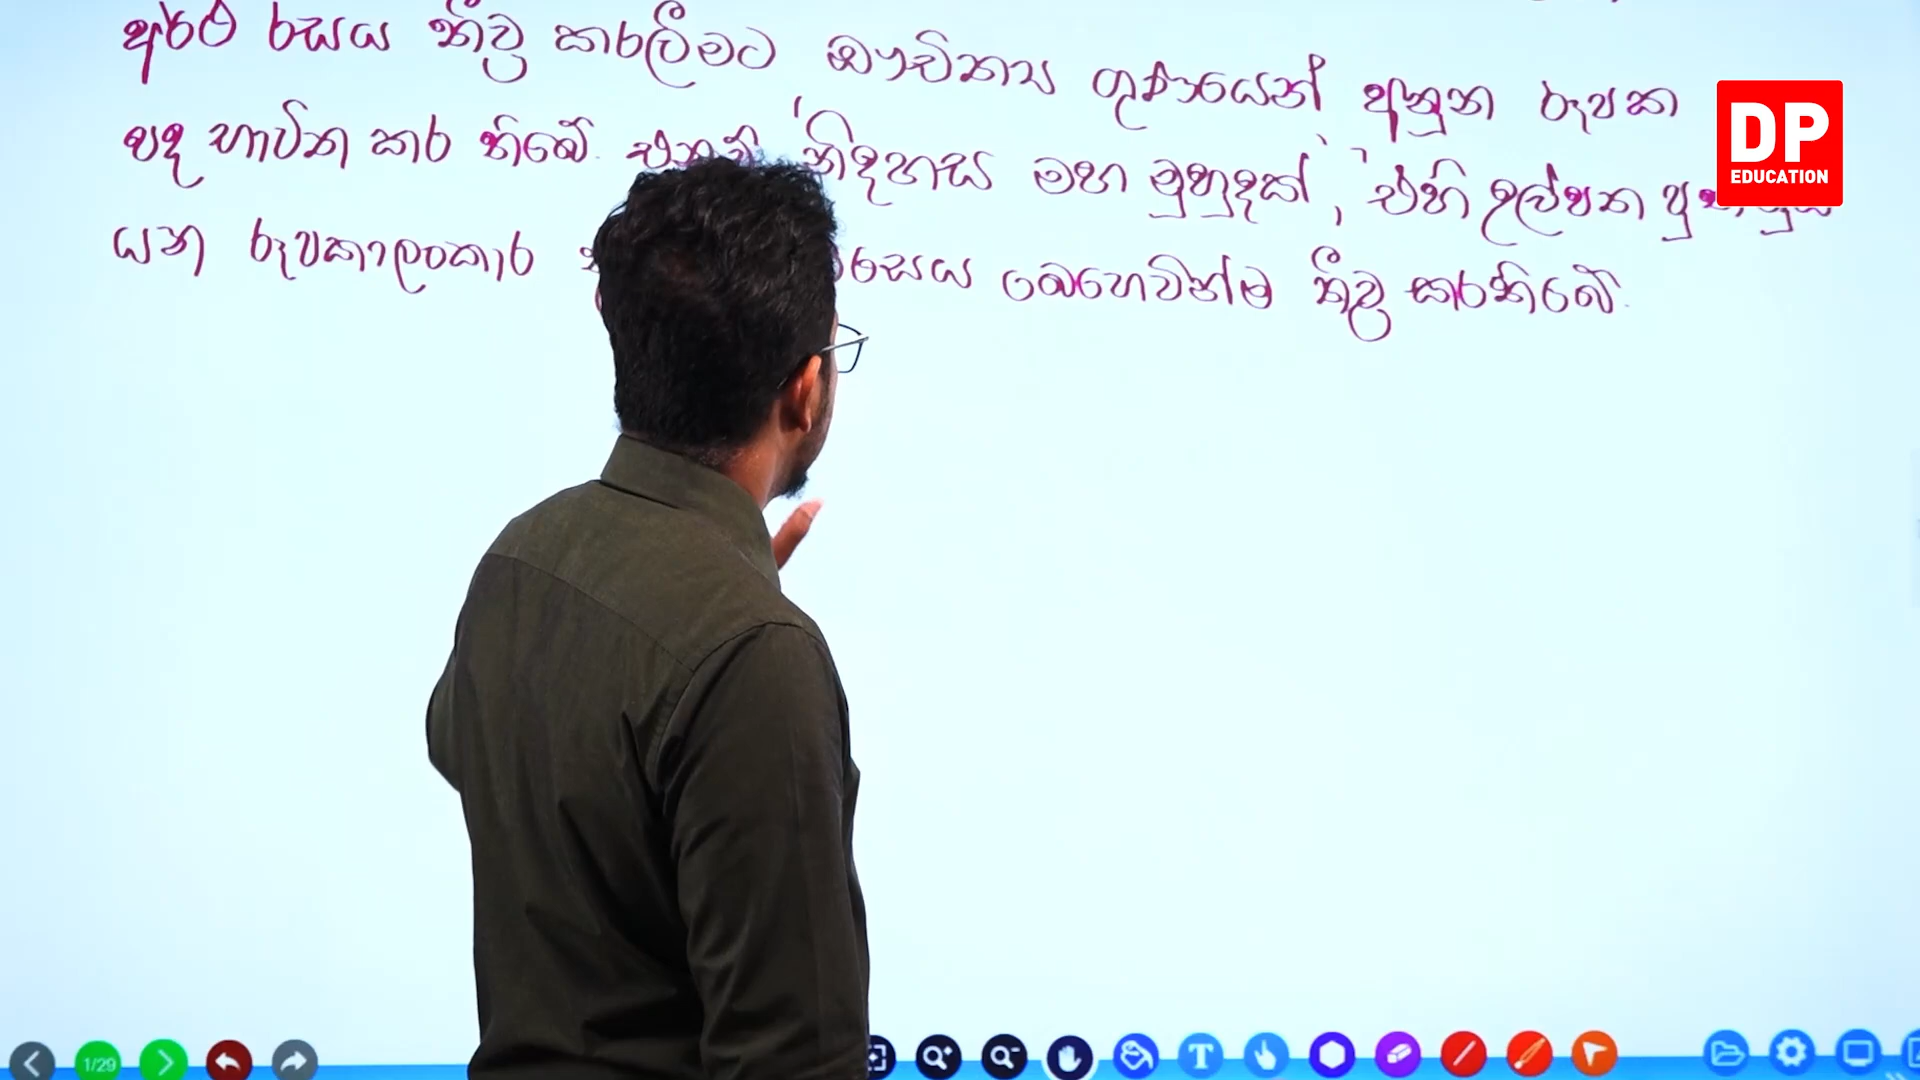 අර්ථ රසය තීව්‍ර කරලීමට ඖචිත්‍ය ගුණයෙන් අනූන රූපක
පද භාවිත කර තිබේ. එනම් 'නිදහස මහ මුහුදක්', 'එහි උල්පත
යන රූපකාලංකාර රසය බෙහෙවින්ම තීව්‍ර කරතිබේ.
DP
EDUCATION
1/29
T